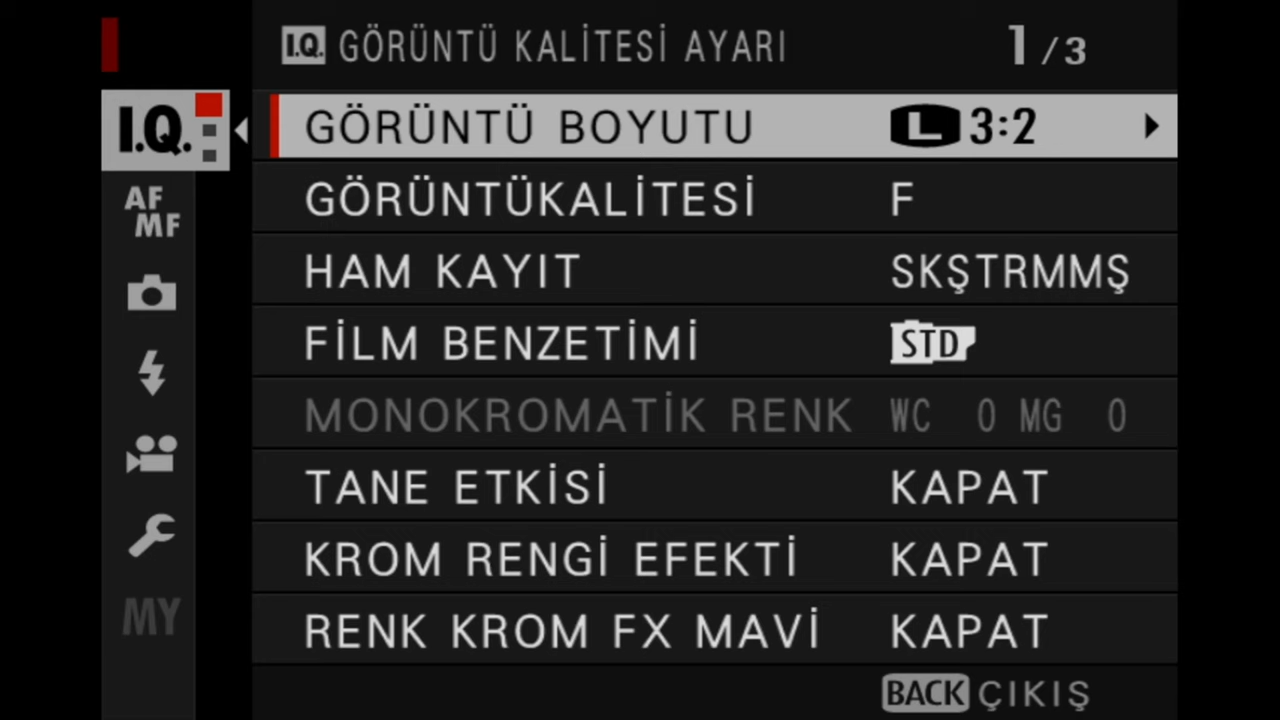 I.Q. GÖRÜNTÜ KALİTESİ AYARI 1/3
I.Q.
GÖRÜNTÜ BOYUTU L 3:2
AF
MF
GÖRÜNTÜKALİTESİ F
HAM KAYIT SKŞTRMMŞ
FİLM BENZETİMİ STD
MONOKROMATİK RENK WC 0 MG 0
TANE ETKİSİ KAPAT
KROM RENGİ EFEKTİ KAPAT
MY
RENK KROM FX MAVİ KAPAT
BACK ÇIKIŞ